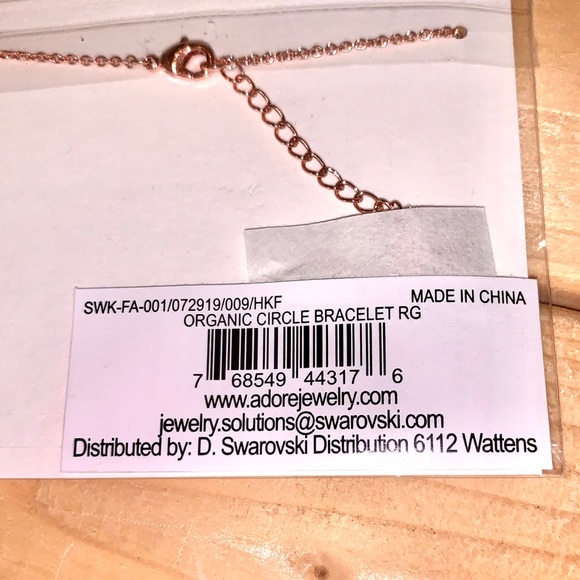 SWK-FA-001/072919/009/HKF MADE IN CHINA
ORGANIC CIRCLE BRACELET RG
7 68549 44317 6
www.adorejewelry.com
jewelry.solutions@swarovski.com
Distributed by: D. Swarovski Distribution 6112 Wattens